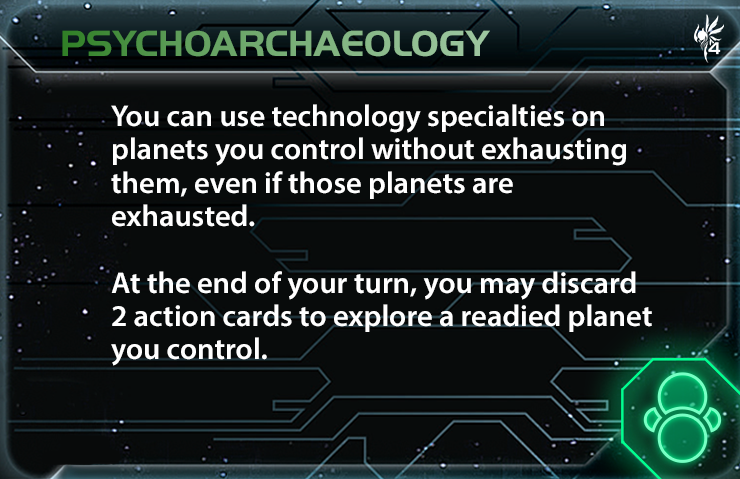 PSYCHOARCHAEOLOGY
4
You can use technology specialties on
planets you control without exhausting
them, even if those planets are
exhausted.
At the end of your turn, you may discard
2 action cards to explore a readied planet
you control.